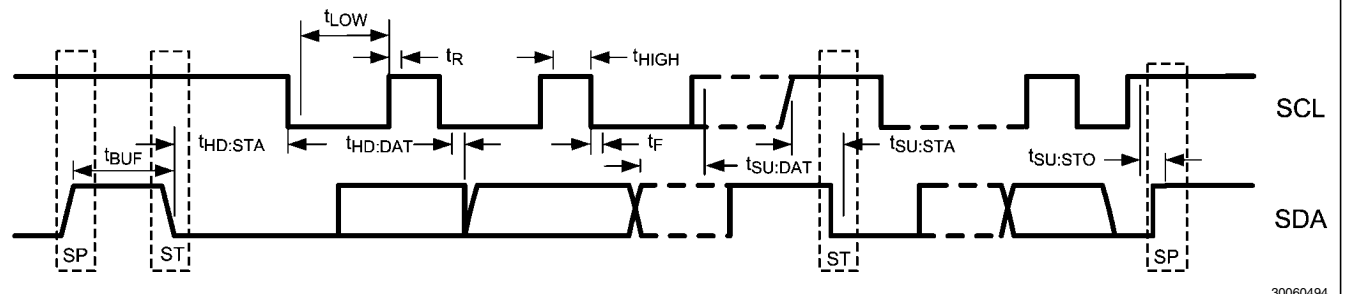 tLOW
tR
tHIGH
SCL
tHD:STA
tHD:DAT
tF
tSU:STA
tBUF
tSU:DAT
tSU:STO
SDA
SP
ST
ST
SP
30060494